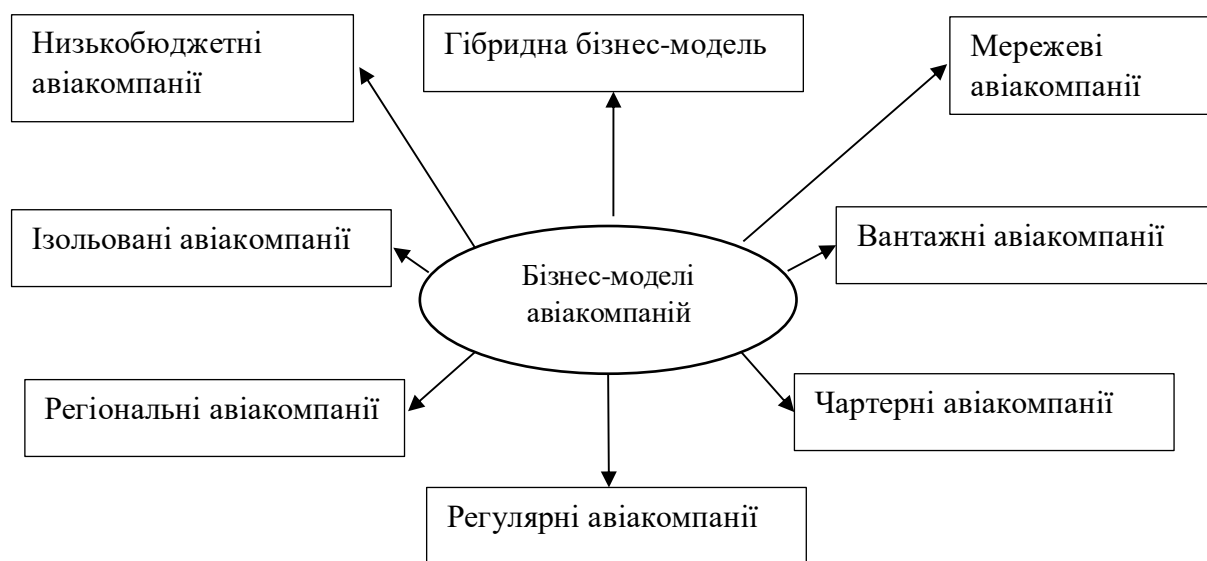 Низькобюджетні
авіакомпанії
Гібридна бізнес-модель
Мережеві
авіакомпанії
Ізольовані авіакомпанії
Вантажні авіакомпанії
Бізнес-моделі
авіакомпаній
Регіональні авіакомпанії
Чартерні авіакомпанії
Регулярні авіакомпанії